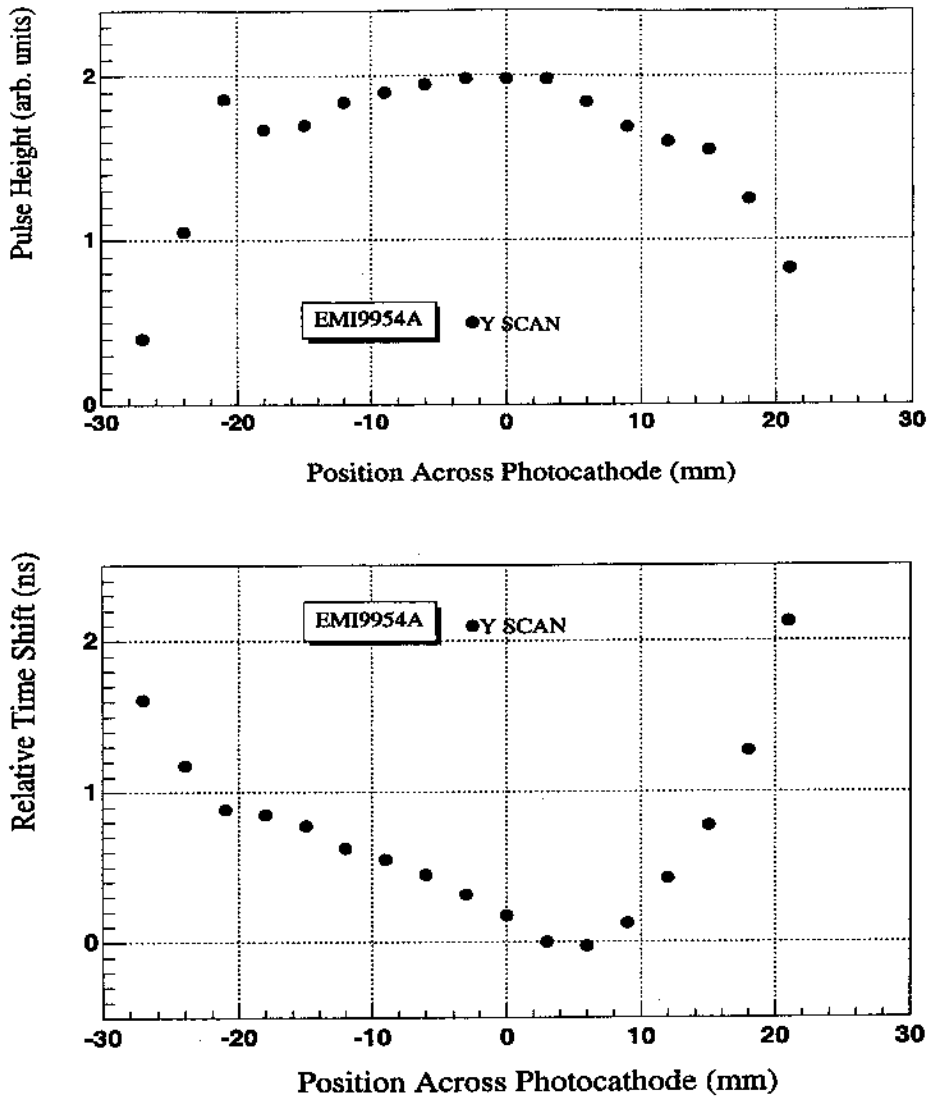 Pulse Height (arb. units)
2
1
0
EMI9954A
Y SCAN
-30 -20 -10 0 10 20 30
Position Across Photocathode (mm)
Relative Time Shift (ns)
EMI9954A
Y SCAN
2
1
0
-30 -20 -10 0 10 20 30
Position Across Photocathode (mm)